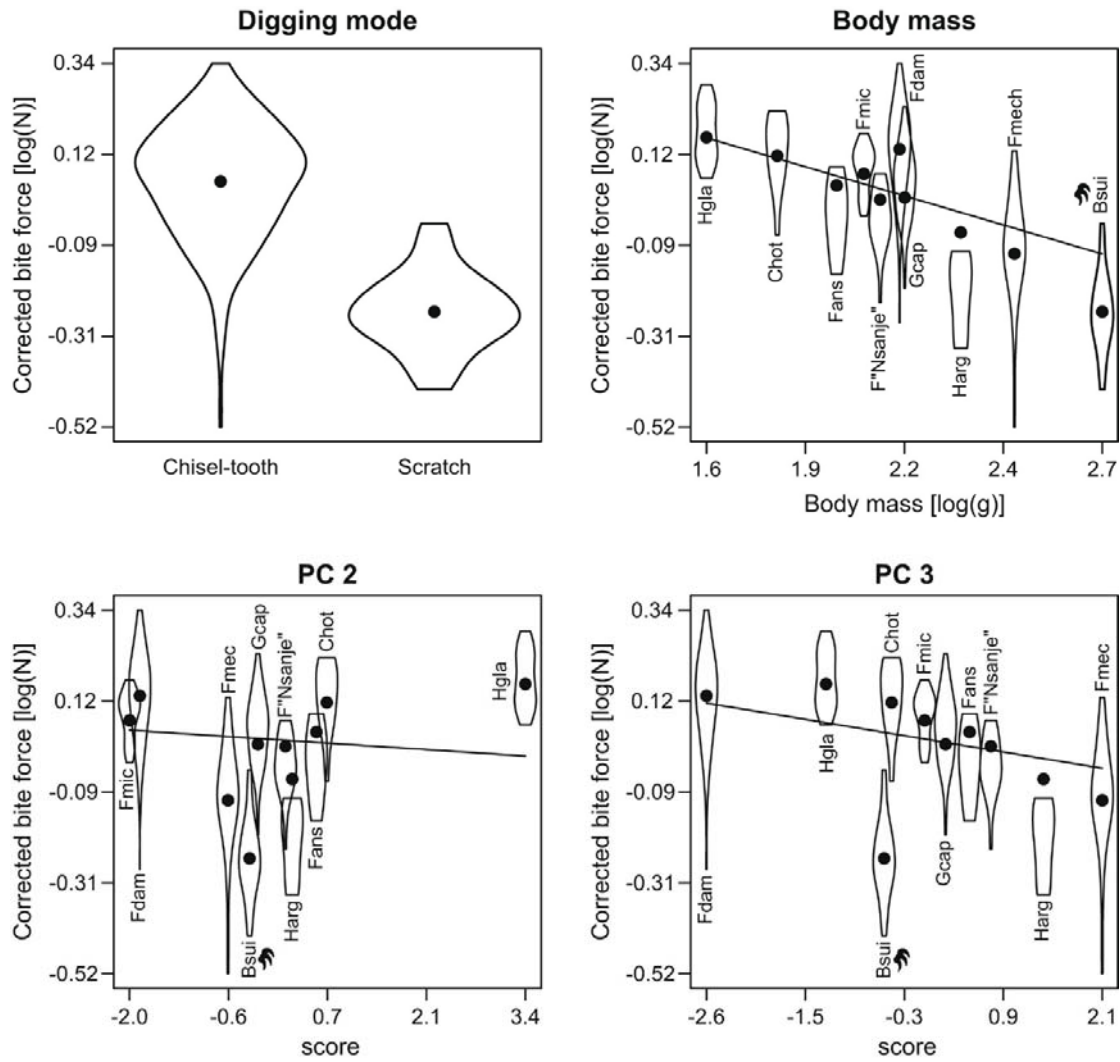 Digging mode
Corrected bite force [log(N)]
0.34
0.12
-0.09
-0.31
-0.52
Chisel-tooth
Scratch
Body mass
Corrected bite force [log(N)]
0.34
0.12
-0.09
-0.31
-0.52
Hgla
Chot
Fans
Fmic
F"Nsanje"
Fdam
Gcap
Harg
Fmech
Bsui
1.6
1.9
2.2
2.4
2.7
Body mass [log(g)]
PC 2
Corrected bite force [log(N)]
0.34
0.12
-0.09
-0.31
-0.52
Fmic
Fdam
Fmec
Bsui
Gcap
F"Nsanje"
Harg
Fans
Chot
Hgla
-2.0
-0.6
0.7
2.1
3.4
score
PC 3
Corrected bite force [log(N)]
0.34
0.12
-0.09
-0.31
-0.52
Fdam
Hgla
Bsui
Chot
Fmic
Gcap
Fans
F"Nsanje"
Harg
Fmec
-2.6
-1.5
-0.3
0.9
2.1
score